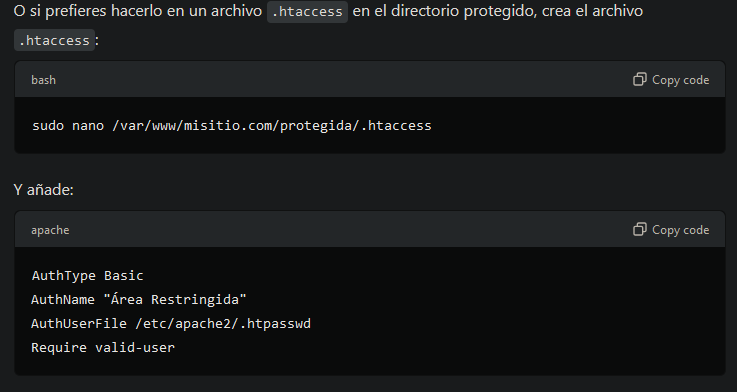 O si prefieres hacerlo en un archivo .htaccess en el directorio protegido, crea el archivo
.htaccess:
bash
Copy code
sudo nano /var/www/misitio.com/protegida/.htaccess
Y añade:
apache
Copy code
AuthType Basic
AuthName "Área Restringida"
AuthUserFile /etc/apache2/.htpasswd
Require valid-user